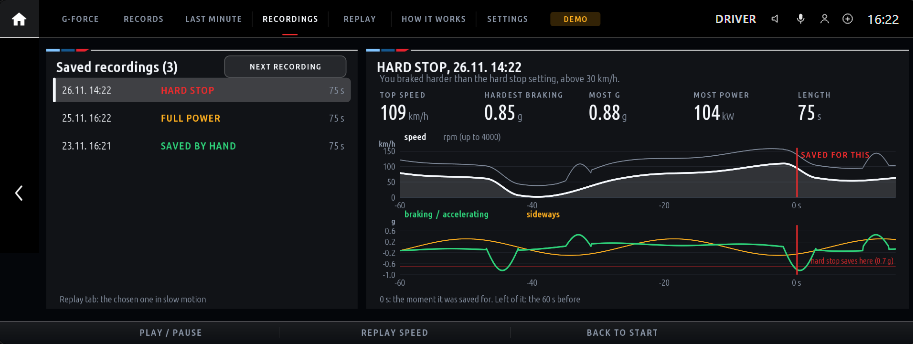 G-FORCE RECORDS LAST MINUTE RECORDINGS REPLAY HOW IT WORKS SETTINGS DEMO DRIVER 16:22
Saved recordings (3) NEXT RECORDING
26.11. 14:22 HARD STOP 75 s
25.11. 16:22 FULL POWER 75 s
23.11. 16:21 SAVED BY HAND 75 s
Replay tab: the chosen one in slow motion
HARD STOP, 26.11. 14:22
You braked harder than the hard stop setting, above 30 km/h.
TOP SPEED HARDEST BRAKING MOST G MOST POWER LENGTH
109 km/h 0.85 g 0.88 g 104 kW 75 s
speed rpm (up to 4000)
km/h
150
100
50
0
SAVED FOR THIS
-60 -40 -20 0 s
braking / accelerating sideways
g
0.6
0.2
-0.2
-0.6
-1.0
hard stop saves here (0.7 g)
-60 -40 -20 0 s
0 s: the moment it was saved for. Left of it: the 60 s before
PLAY / PAUSE REPLAY SPEED BACK TO START